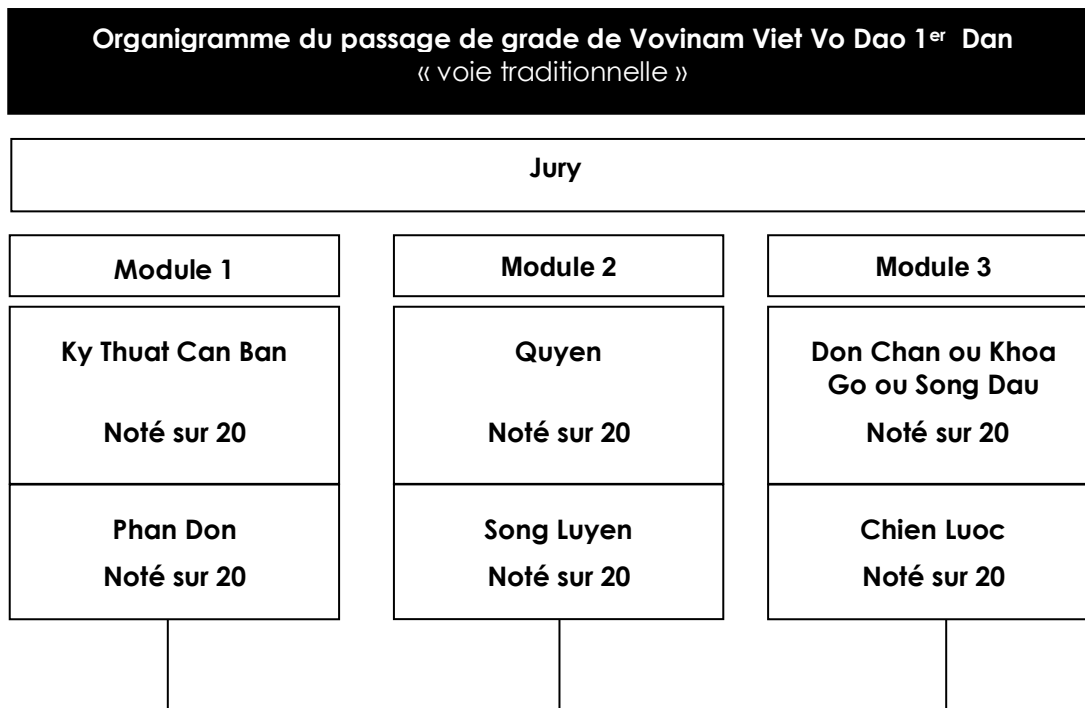 Organigramme du passage de grade de Vovinam Viet Vo Dao 1er Dan
« voie traditionnelle »
Jury
Module 1
Ky Thuat Can Ban
Noté sur 20
Phan Don
Noté sur 20
Module 2
Quyen
Noté sur 20
Song Luyen
Noté sur 20
Module 3
Don Chan ou Khoa
Go ou Song Dau
Noté sur 20
Chien Luoc
Noté sur 20